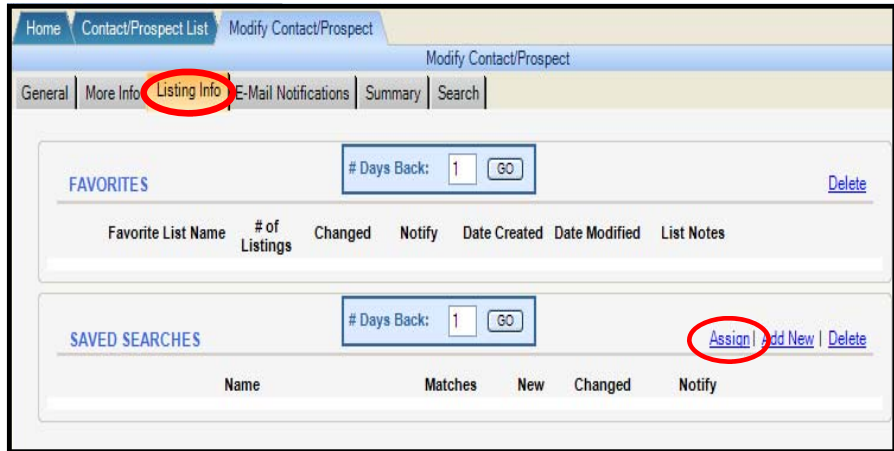 Home Contact/Prospect List Modify Contact/Prospect
Modify Contact/Prospect
General More Info Listing Info E-Mail Notifications Summary Search
# Days Back: 1 GO
FAVORITES Delete
Favorite List Name # of Listings Changed Notify Date Created Date Modified List Notes
# Days Back: 1 GO
SAVED SEARCHES Assign | Add New | Delete
Name Matches New Changed Notify